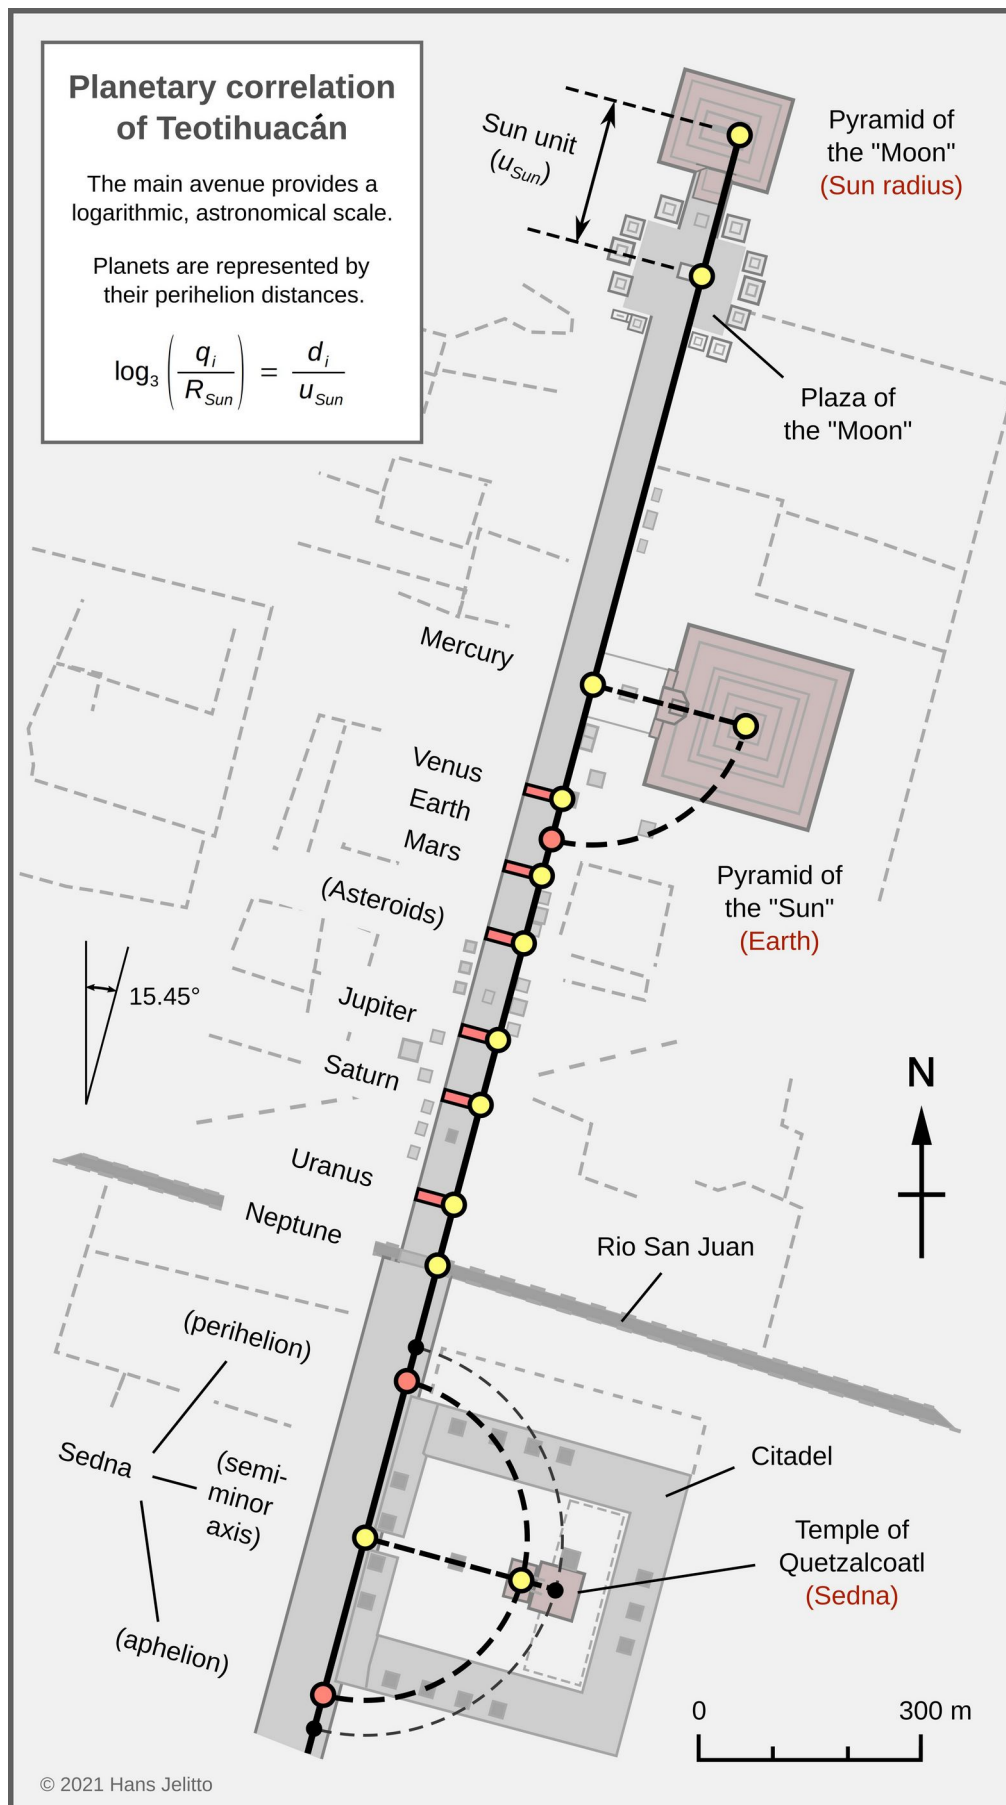 Planetary correlation
of Teotihuacán
The main avenue provides a
logarithmic, astronomical scale.
Planets are represented by
their perihelion distances.
log₃ (qᵢ / R_Sun) = dᵢ / u_Sun
Sun unit
(u_Sun)
Pyramid of
the "Moon"
(Sun radius)
Plaza of
the "Moon"
Mercury
Venus
Earth
Mars
(Asteroids)
Pyramid of
the "Sun"
(Earth)
15.45°
Jupiter
Saturn
N
Uranus
Neptune
Rio San Juan
(perihelion)
Sedna
(semi-
minor
axis)
(aphelion)
Citadel
Temple of
Quetzalcoatl
(Sedna)
0 300 m
© 2021 Hans Jelitto